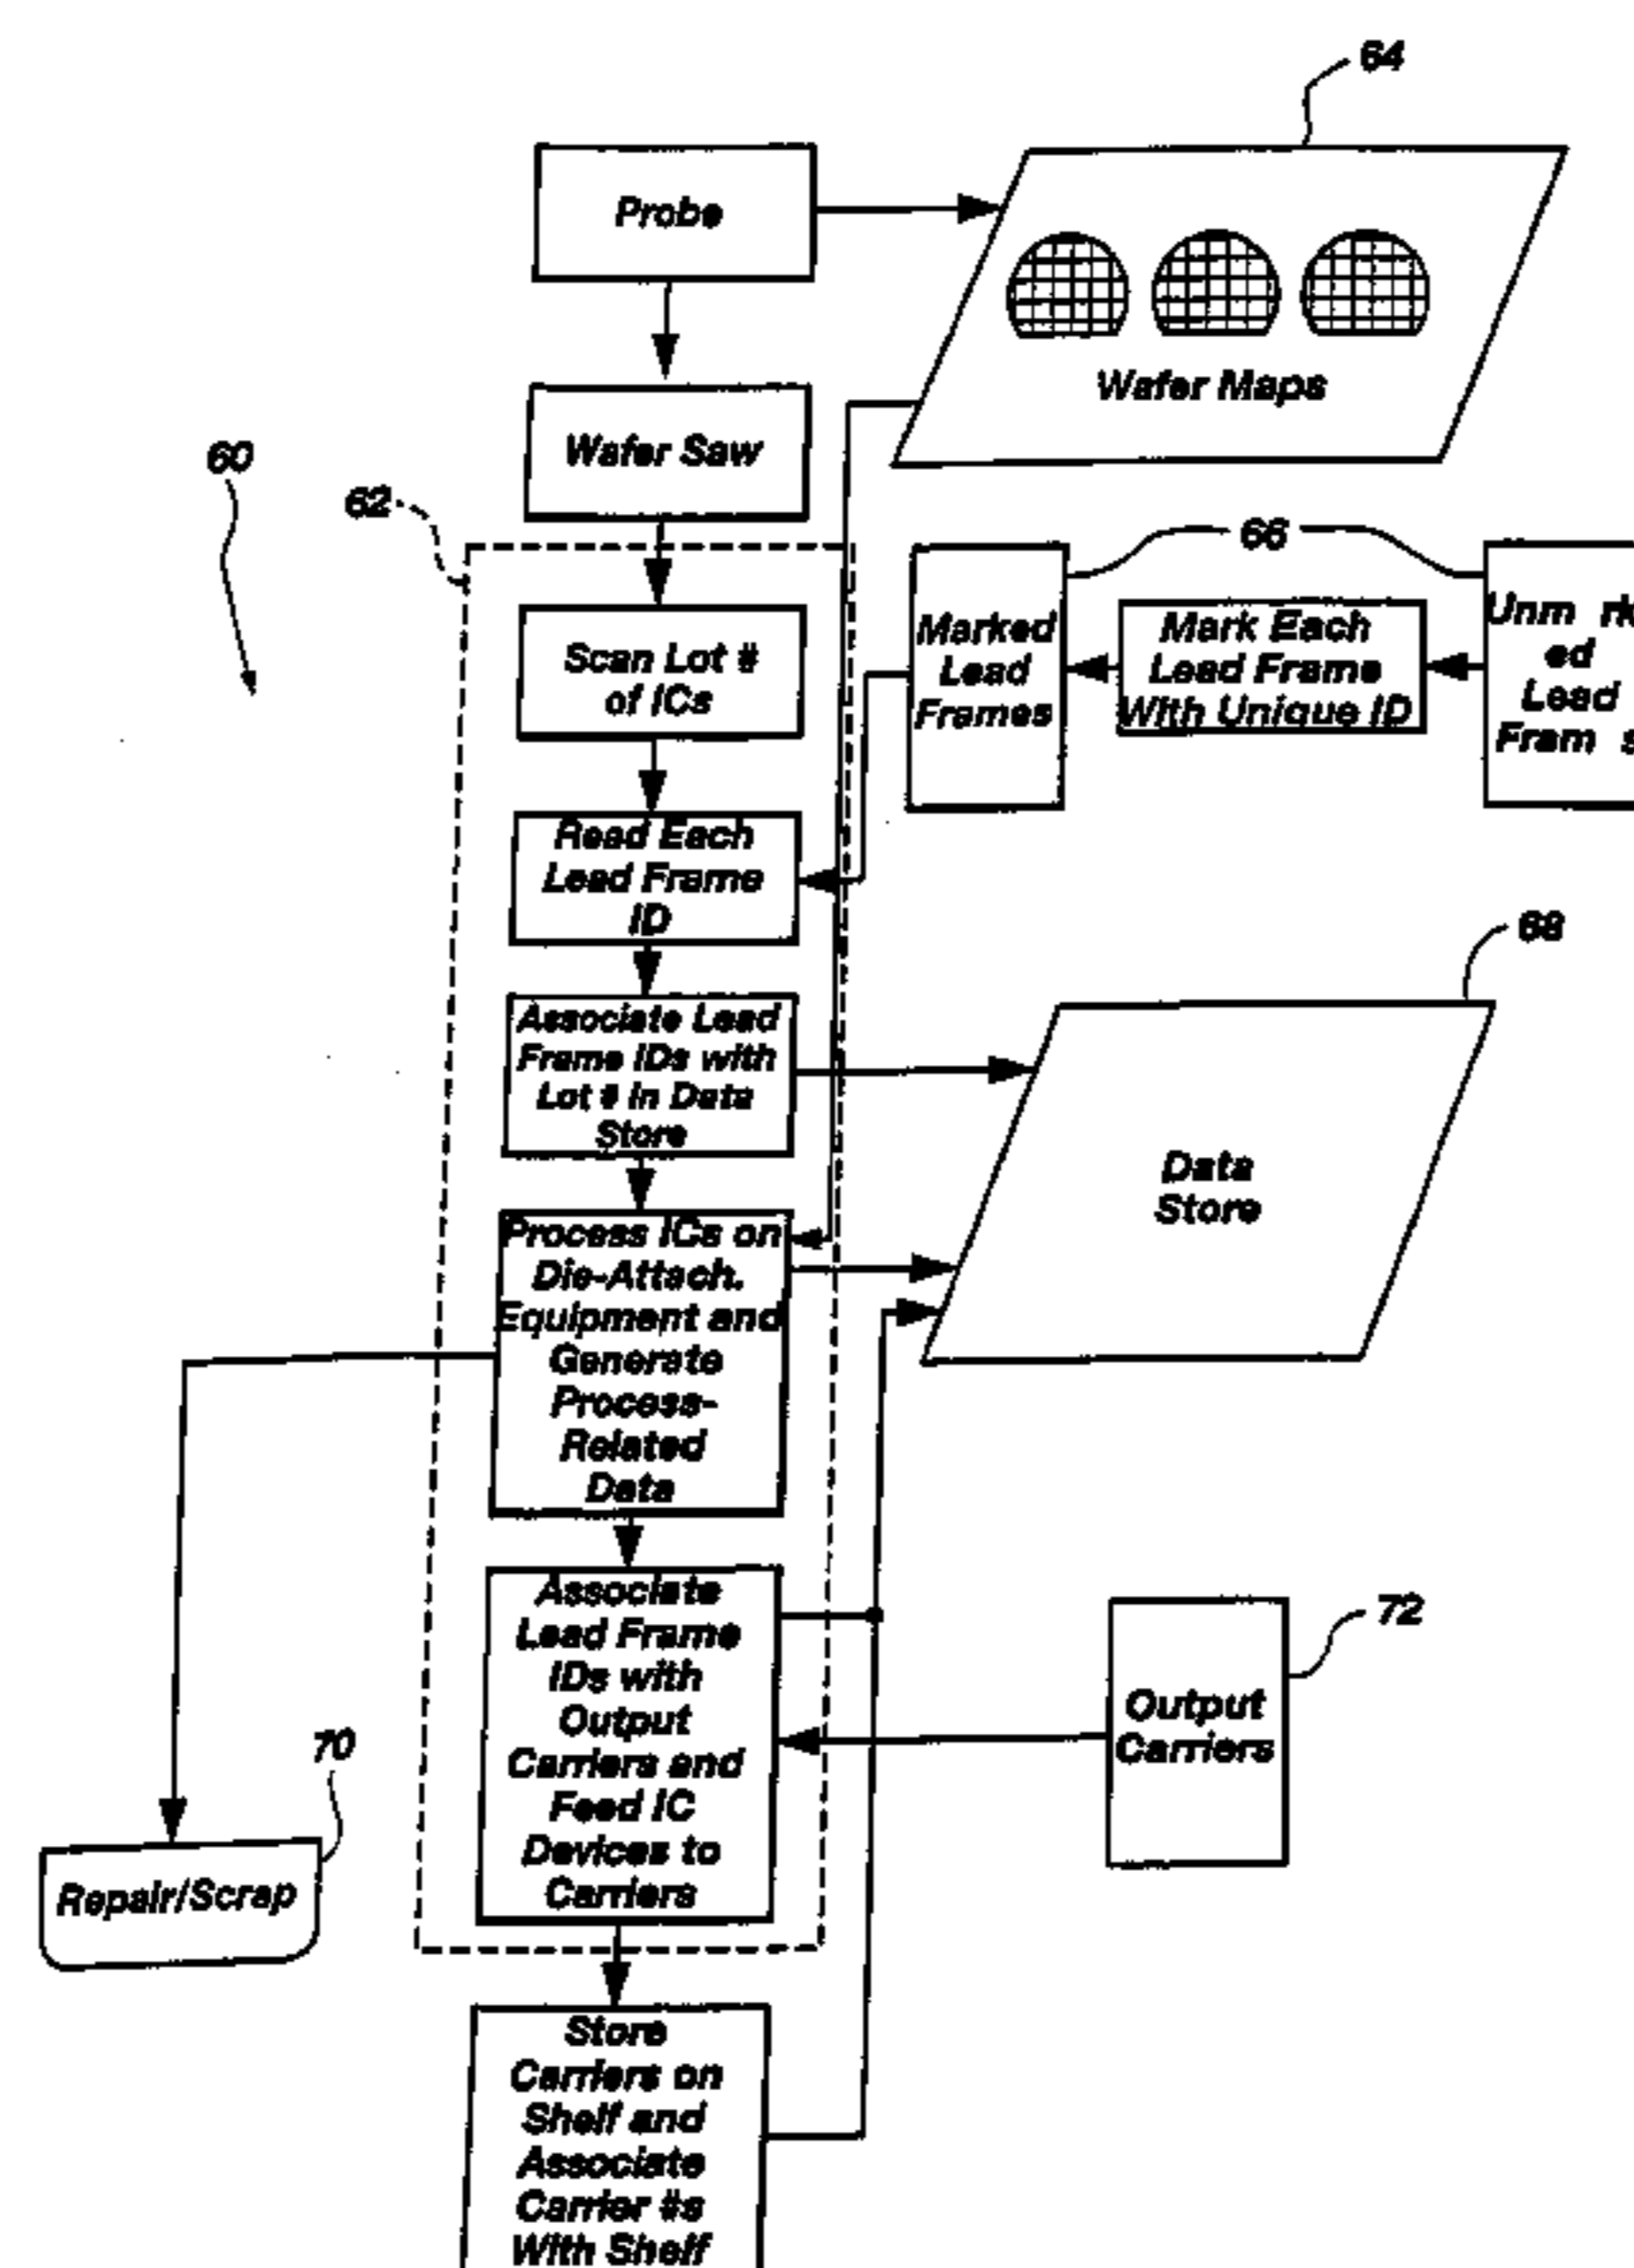 64
Probe
Wafer Maps
Wafer Saw
60
62
66
Marked
Lead
Frames
Mark Each
Lead Frame
With Unique ID
ed
Lead
Scan Lot #
of ICs
Read Each
Lead Frame
ID
68
Associate Lead
Frame IDs with
Lot # in Data
Store
Data
Store
Process ICs on
Die-Attach.
Equipment and
Generate
Process-
Related
Data
Associate
Lead Frame
IDs with
Output
Carriers and
Feed IC
Devices to
Carriers
72
Output
Carriers
70
Repair/Scrap
Store
Carriers on
Shelf and
Associate
Carrier #s
With Shelf